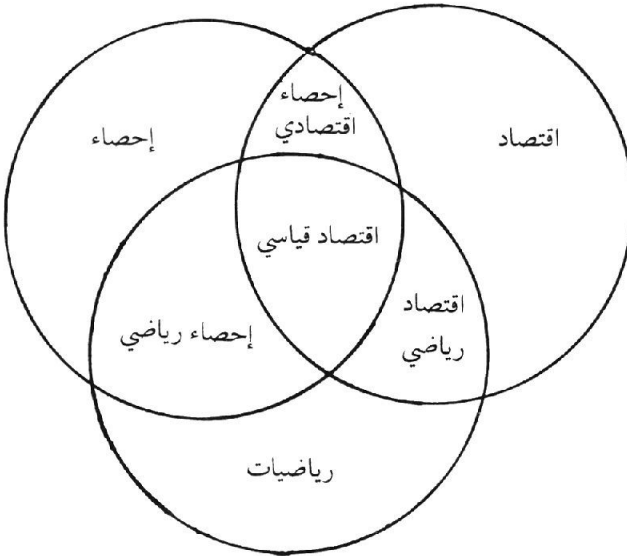 إحصاء
اقتصادي
اقتصاد
إحصاء
اقتصاد قياسي
اقتصاد
رياضي
إحصاء رياضي
رياضيات